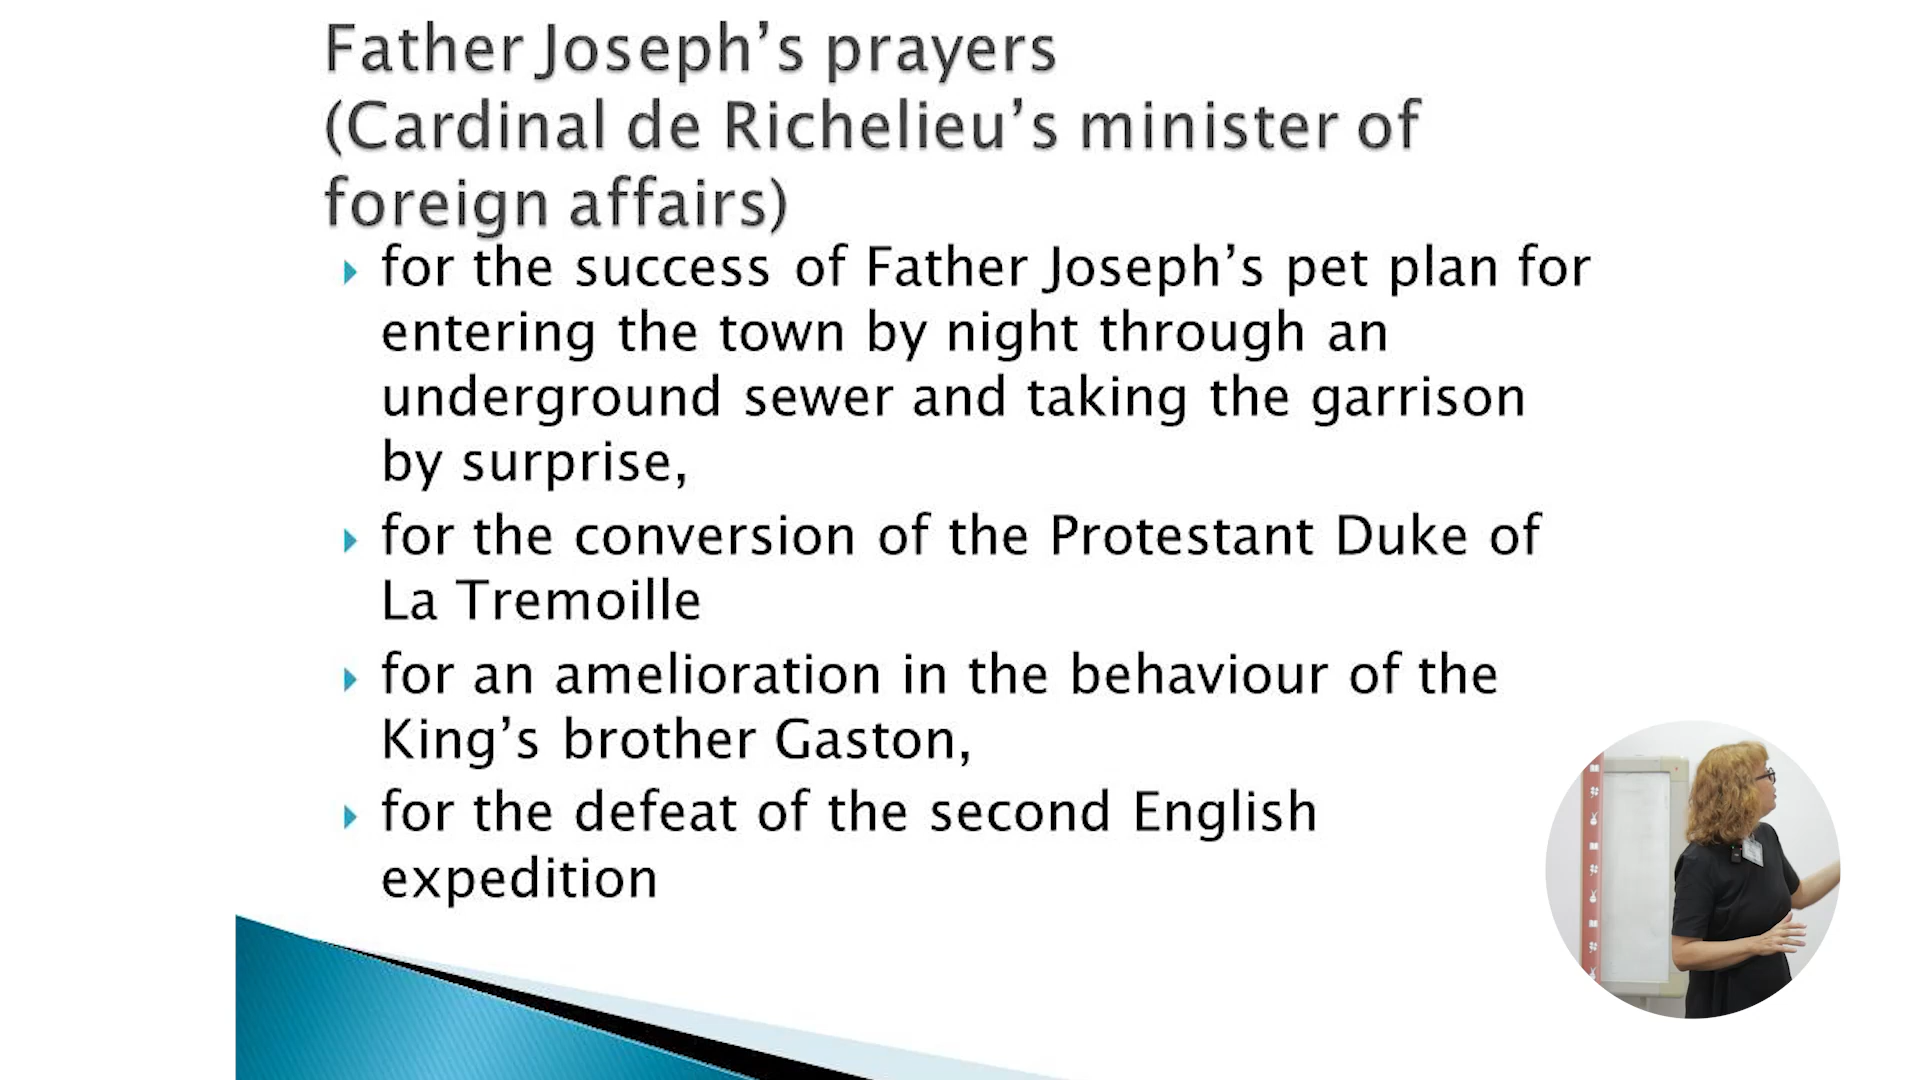 Father Joseph’s prayers
(Cardinal de Richelieu’s minister of
foreign affairs)
for the success of Father Joseph’s pet plan for
entering the town by night through an
underground sewer and taking the garrison
by surprise,
for the conversion of the Protestant Duke of
La Tremoille
for an amelioration in the behaviour of the
King’s brother Gaston,
for the defeat of the second English
expedition